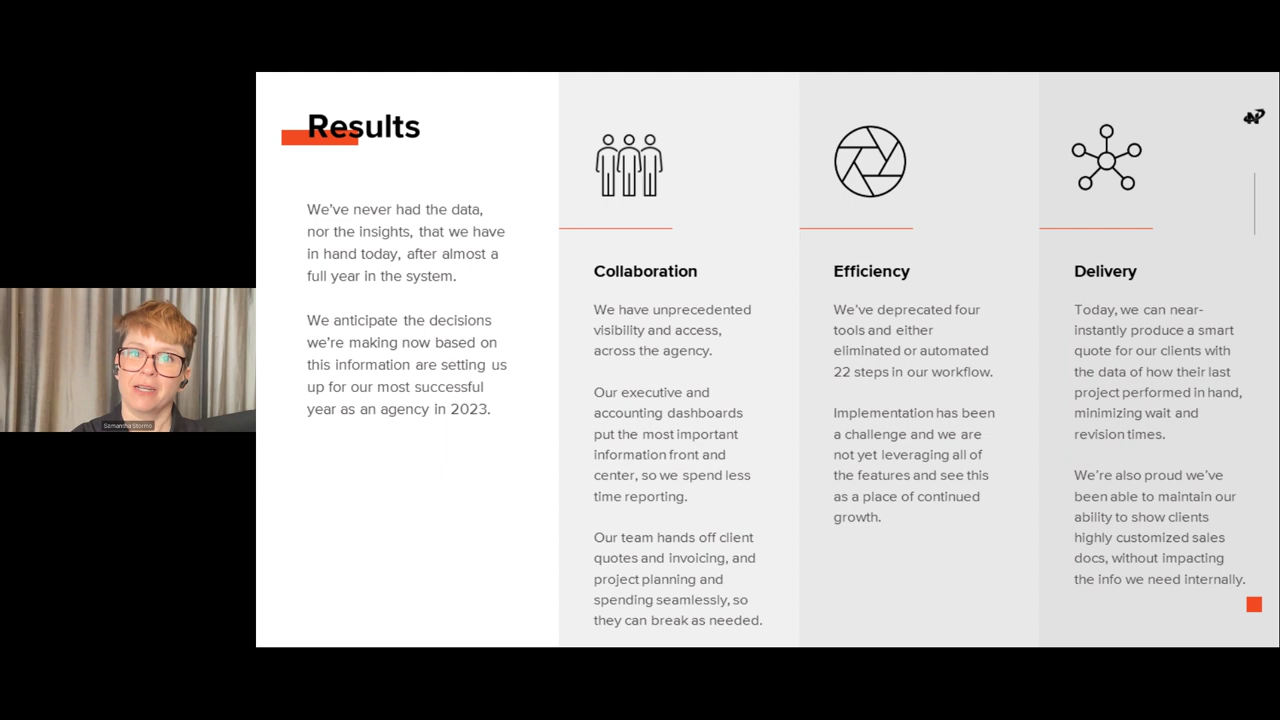 Results
We've never had the data,
nor the insights, that we have
in hand today, after almost a
full year in the system.
We anticipate the decisions
we're making now based on
this information are setting us
up for our most successful
year as an agency in 2023.
Collaboration
We have unprecedented
visibility and access,
across the agency.
Our executive and
accounting dashboards
put the most important
information front and
center, so we spend less
time reporting.
Our team hands off client
quotes and invoicing, and
project planning and
spending seamlessly, so
they can break as needed.
Efficiency
We've deprecated four
tools and either
eliminated or automated
22 steps in our workflow.
Implementation has been
a challenge and we are
not yet leveraging all of
the features and see this
as a place of continued
growth.
Delivery
Today, we can near-
instantly produce a smart
quote for our clients with
the data of how their last
project performed in hand,
minimizing wait and
revision times.
We're also proud we've
been able to maintain our
ability to show clients
highly customized sales
docs, without impacting
the info we need internally.
Samantha Stormo